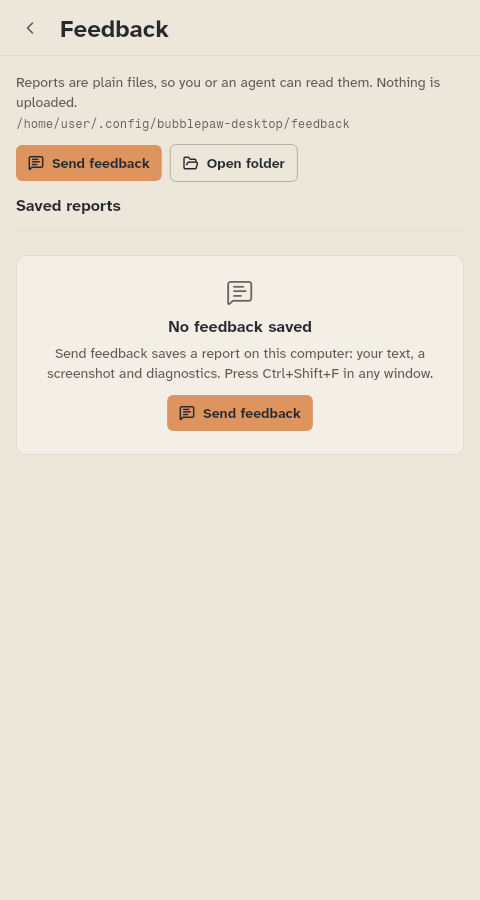 Feedback
Reports are plain files, so you or an agent can read them. Nothing is
uploaded.
/home/user/.config/bubblepaw-desktop/feedback
Send feedback
Open folder
Saved reports
No feedback saved
Send feedback saves a report on this computer: your text, a
screenshot and diagnostics. Press Ctrl+Shift+F in any window.
Send feedback